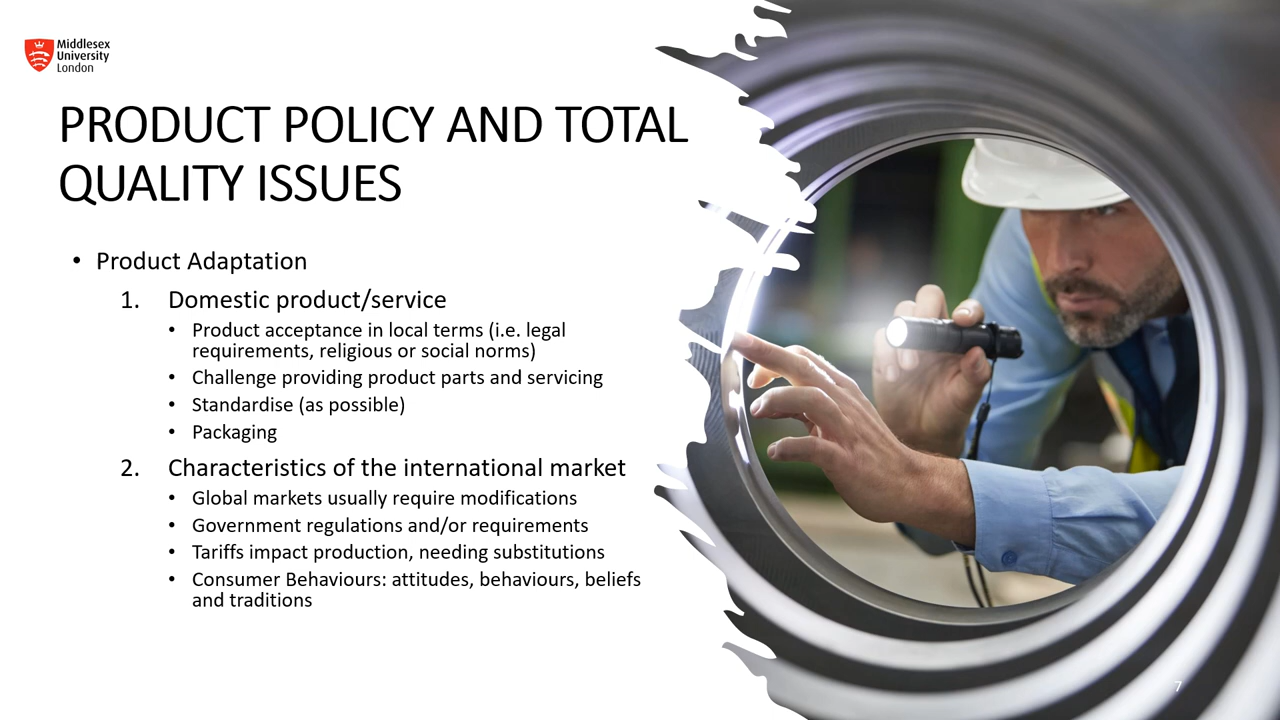 Middlesex
University
London
PRODUCT POLICY AND TOTAL
QUALITY ISSUES
• Product Adaptation
1. Domestic product/service
• Product acceptance in local terms (i.e. legal
requirements, religious or social norms)
• Challenge providing product parts and servicing
• Standardise (as possible)
• Packaging
2. Characteristics of the international market
• Global markets usually require modifications
• Government regulations and/or requirements
• Tariffs impact production, needing substitutions
• Consumer Behaviours: attitudes, behaviours, beliefs
and traditions
7